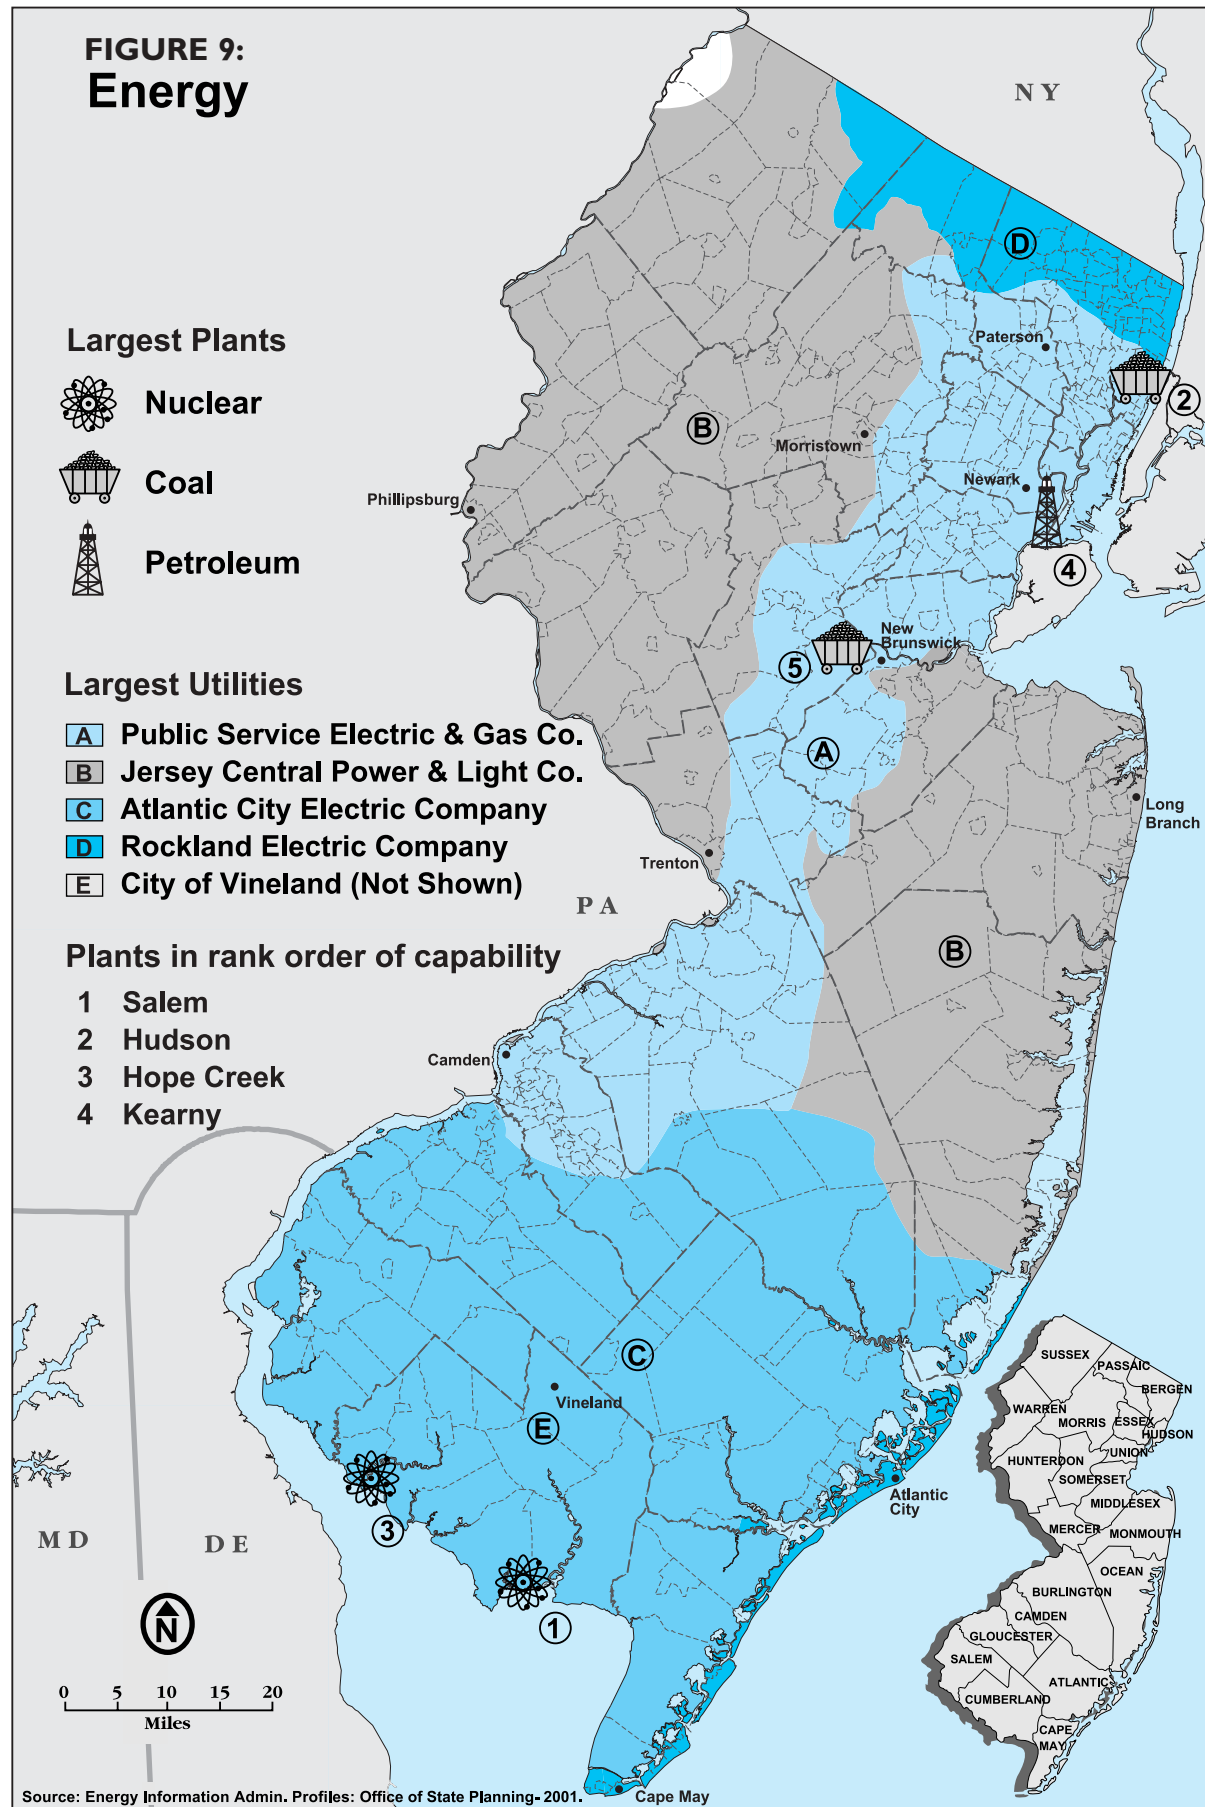 FIGURE 9:
Energy
NY
D
Paterson
2
Largest Plants
Nuclear
Coal
Petroleum
B
Morristown
Newark
Phillipsburg
4
New
Brunswick
5
Largest Utilities
A Public Service Electric & Gas Co.
B Jersey Central Power & Light Co.
C Atlantic City Electric Company
D Rockland Electric Company
E City of Vineland (Not Shown)
A
Long
Branch
Trenton
PA
B
Plants in rank order of capability
1 Salem
2 Hudson
3 Hope Creek
4 Kearny
Camden
C
Vineland
E
Atlantic
City
3
1
MD
DE
N
0 5 10 15 20
Miles
SUSSEX
PASSAIC
BERGEN
WARREN
MORRIS
ESSEX
HUDSON
UNION
HUNTERDON
SOMERSET
MIDDLESEX
MERCER
MONMOUTH
OCEAN
BURLINGTON
CAMDEN
GLOUCESTER
SALEM
ATLANTIC
CUMBERLAND
CAPE
MAY
Cape May
Source: Energy Information Admin. Profiles: Office of State Planning- 2001.